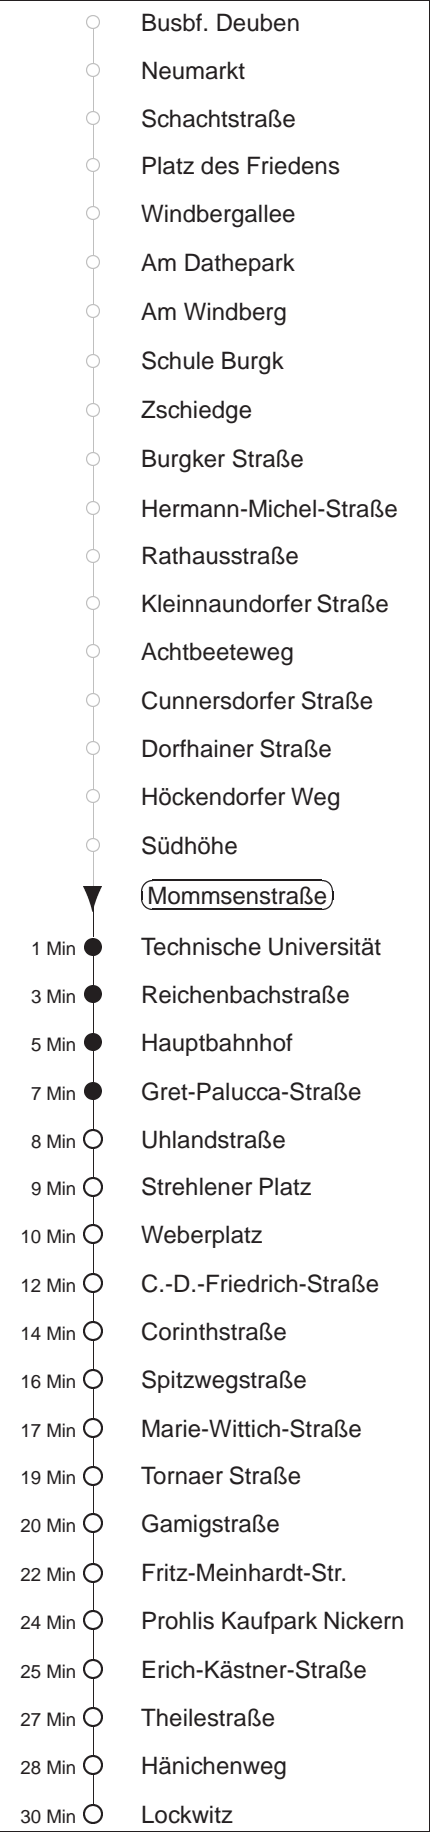 Busbf. Deuben
Neumarkt
Schachtstraße
Platz des Friedens
Windbergallee
Am Dathepark
Am Windberg
Schule Burgk
Zschiedge
Burgker Straße
Hermann-Michel-Straße
Rathausstraße
Kleinnaundorfer Straße
Achtbeeteweg
Cunnersdorfer Straße
Dorfhainer Straße
Höckendorfer Weg
Südhöhe
Mommsenstraße
1 Min Technische Universität
3 Min Reichenbachstraße
5 Min Hauptbahnhof
7 Min Gret-Palucca-Straße
8 Min Uhlandstraße
9 Min Strehlener Platz
10 Min Weberplatz
12 Min C.-D.-Friedrich-Straße
14 Min Corinthstraße
16 Min Spitzwegstraße
17 Min Marie-Wittich-Straße
19 Min Tornaer Straße
20 Min Gamigstraße
22 Min Fritz-Meinhardt-Str.
24 Min Prohlis Kaufpark Nickern
25 Min Erich-Kästner-Straße
27 Min Theilestraße
28 Min Hänichenweg
30 Min Lockwitz